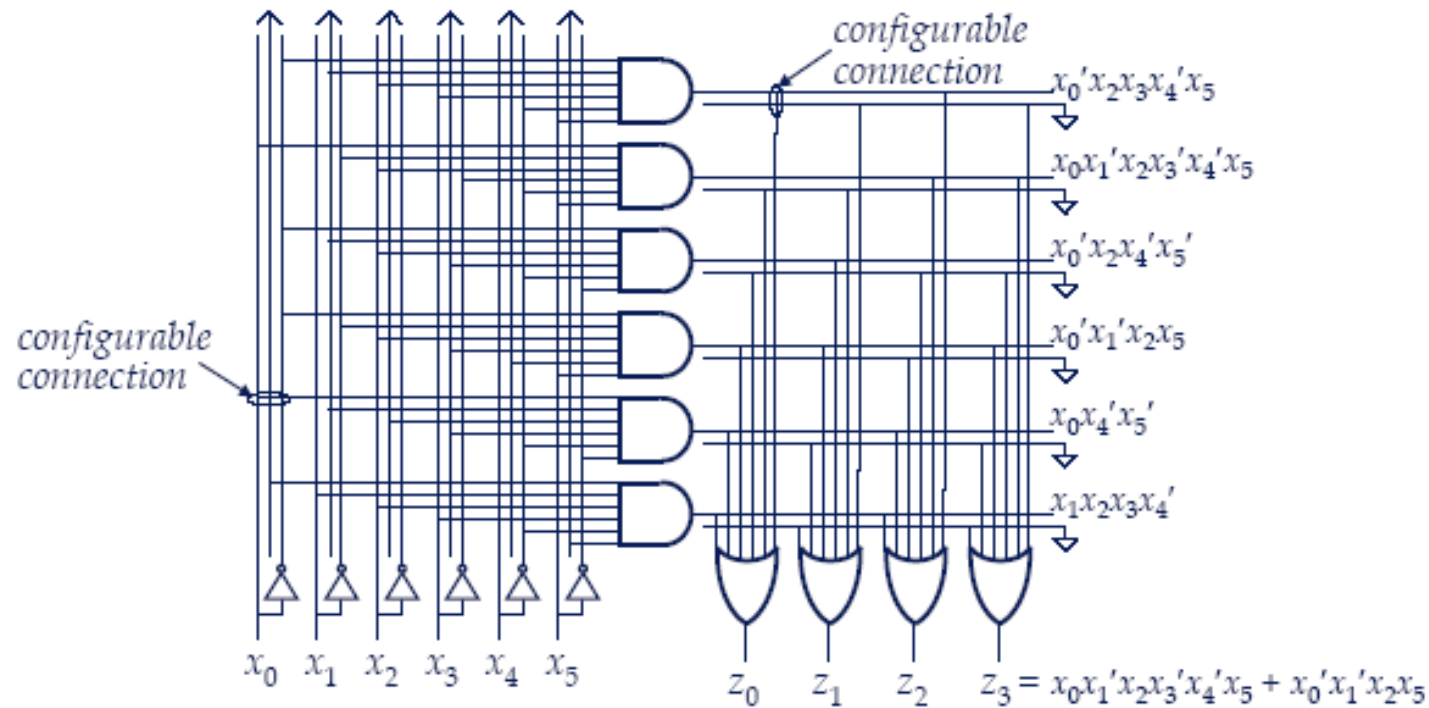 configurable
connection
x₀′x₂x₃x₄′x₅
x₀x₁′x₂x₃′x₄′x₅
x₀′x₂x₄′x₅′
configurable
connection
x₀′x₁′x₂x₅
x₀x₄′x₅′
x₁x₂x₃x₄′
x₀ x₁ x₂ x₃ x₄ x₅
z₀ z₁ z₂ z₃ = x₀x₁′x₂x₃′x₄′x₅ + x₀′x₁′x₂x₅